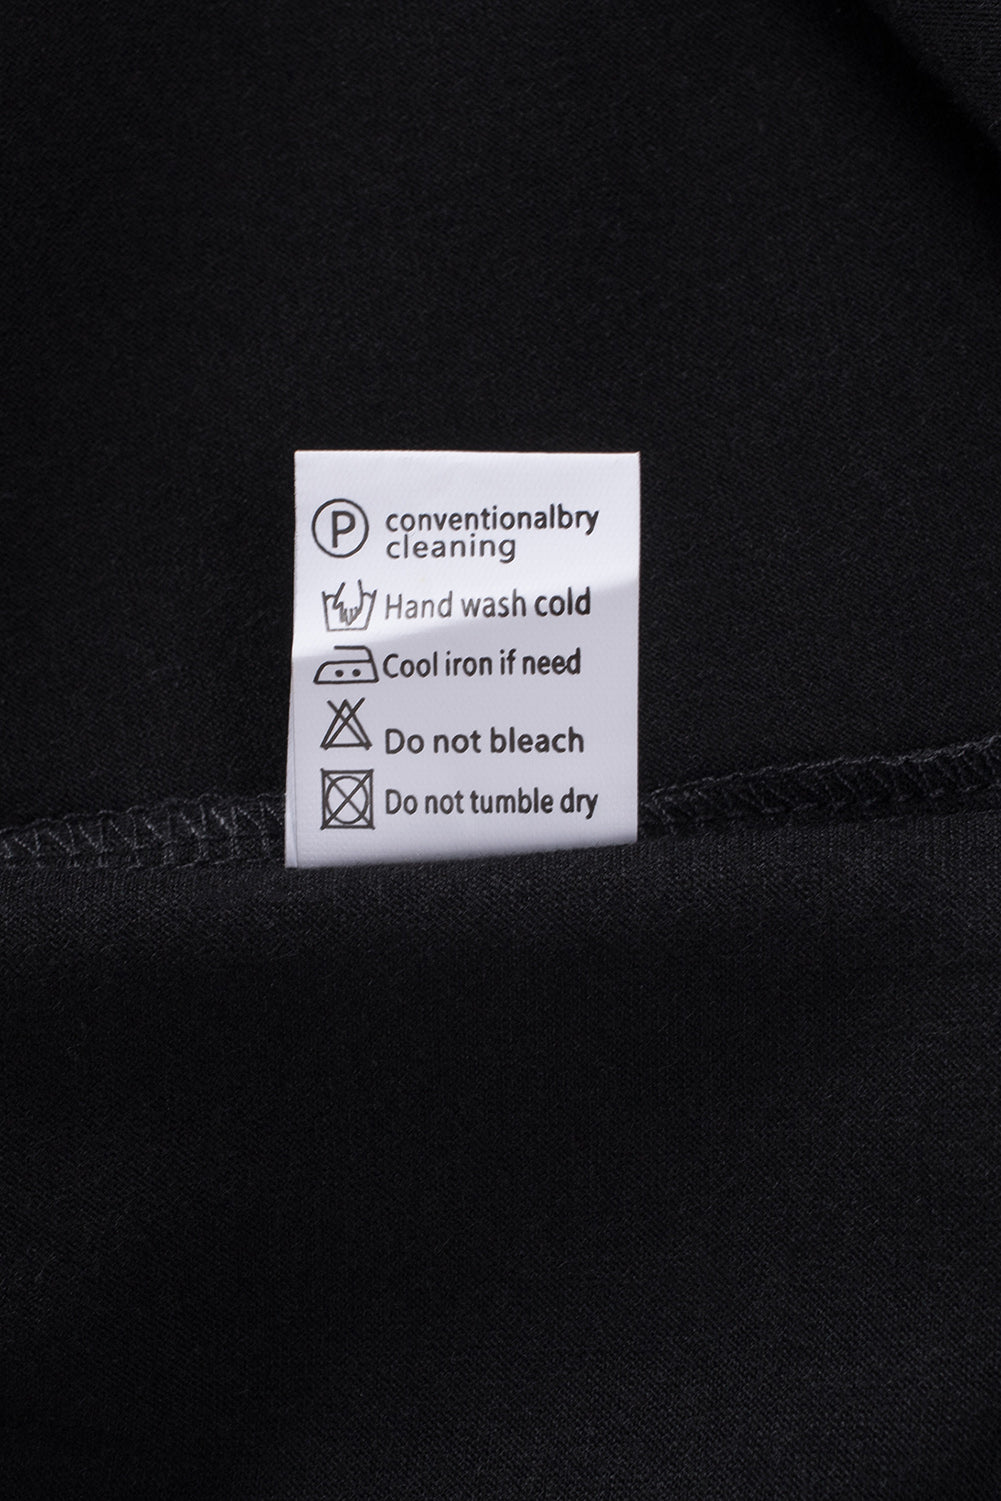 P conventionalbry
cleaning
Hand wash cold
Cool iron if need
Do not bleach
Do not tumble dry